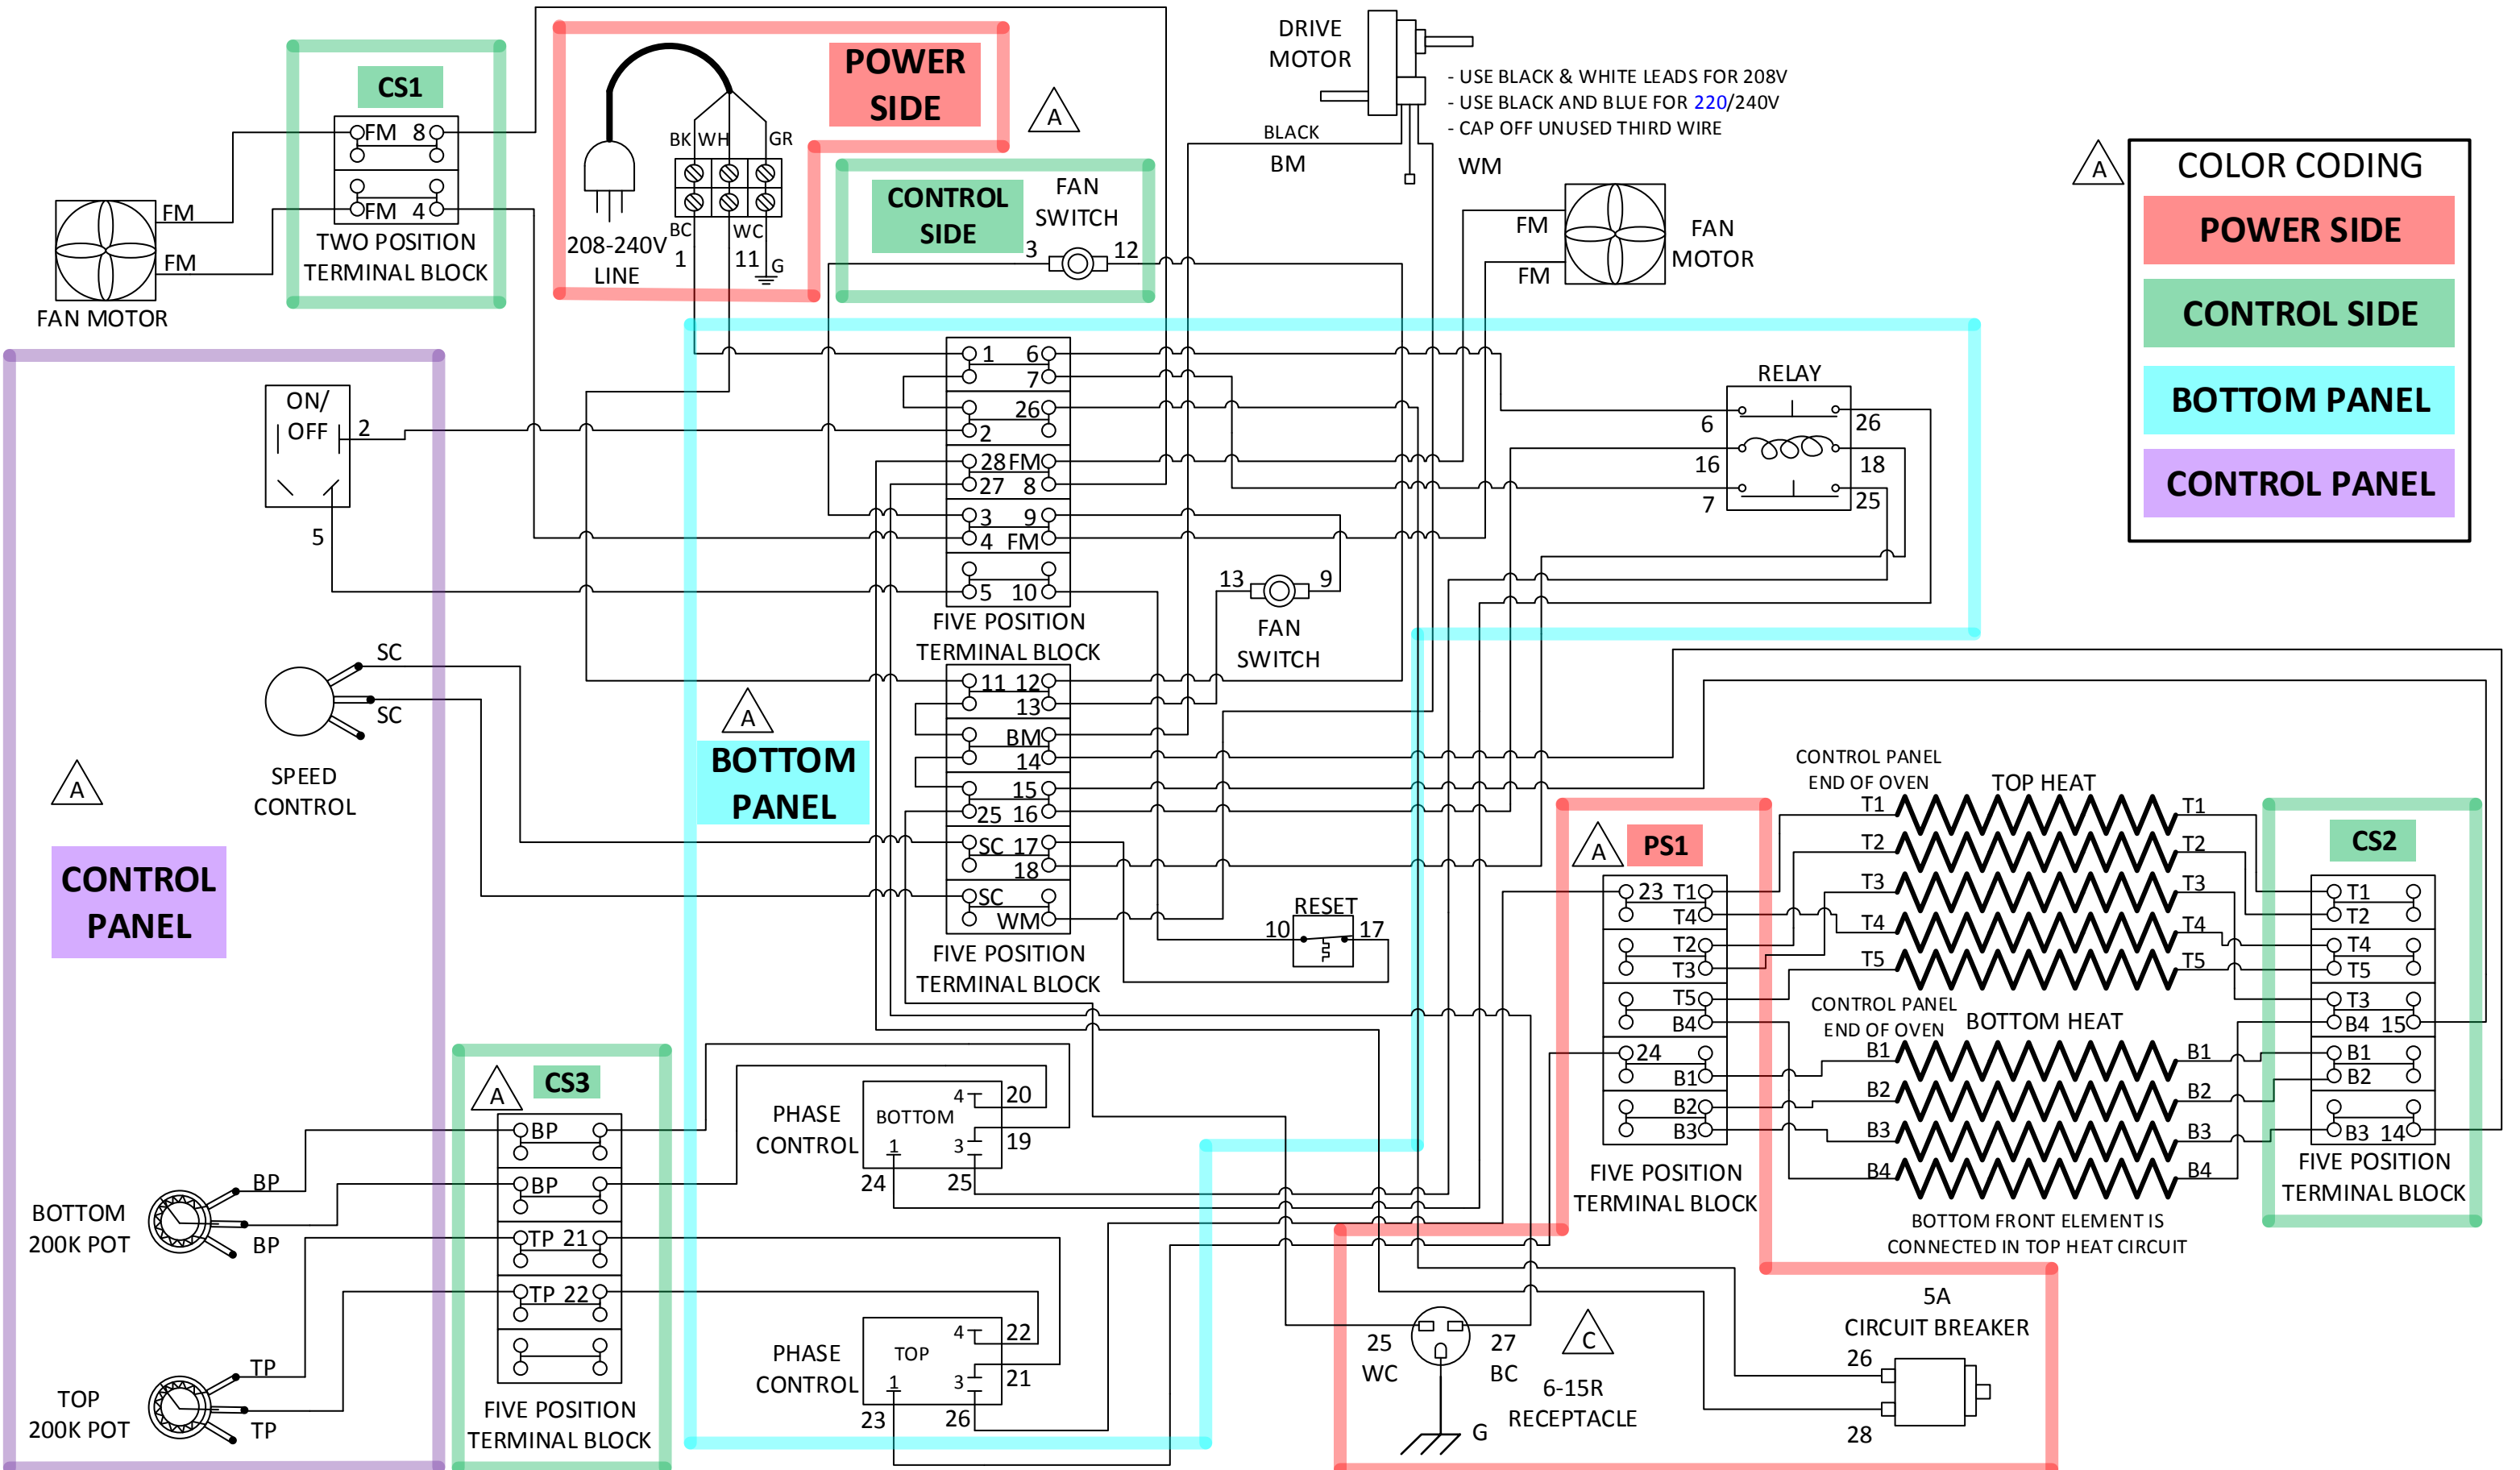 CS1
FM 8
FM 4
TWO POSITION
TERMINAL BLOCK
FM
FM
FAN MOTOR
POWER
SIDE
A
BK
WH
GR
BC
WC
1
11
G
208-240V
LINE
CONTROL
SIDE
FAN
SWITCH
3
12
DRIVE
MOTOR
- USE BLACK & WHITE LEADS FOR 208V
- USE BLACK AND BLUE FOR 220/240V
- CAP OFF UNUSED THIRD WIRE
BLACK
BM
WM
FM
FM
FAN
MOTOR
A
COLOR CODING
POWER SIDE
CONTROL SIDE
BOTTOM PANEL
CONTROL PANEL
ON/
OFF
2
5
1 6
7
26
2
28 FM
27 8
3 9
4 FM
5 10
FIVE POSITION
TERMINAL BLOCK
RELAY
6
26
16
18
7
25
13
9
FAN
SWITCH
SC
SC
SPEED
CONTROL
A
CONTROL
PANEL
A
BOTTOM
PANEL
11 12
13
BM
14
15
25 16
SC 17
18
SC
WM
FIVE POSITION
TERMINAL BLOCK
RESET
10
17
A
PS1
23 T1
T4
T2
T3
T5
B4
24
B1
B2
B3
FIVE POSITION
TERMINAL BLOCK
CONTROL PANEL
END OF OVEN
TOP HEAT
T1
T1
T2
T2
T3
T3
T4
T4
T5
T5
CONTROL PANEL
END OF OVEN
BOTTOM HEAT
B1
B1
B2
B2
B3
B3
B4
B4
BOTTOM FRONT ELEMENT IS
CONNECTED IN TOP HEAT CIRCUIT
CS2
T1
T2
T4
T5
T3
B4 15
B1
B2
B3 14
FIVE POSITION
TERMINAL BLOCK
A
CS3
BP
BP
TP 21
TP 22
FIVE POSITION
TERMINAL BLOCK
BP
BP
BOTTOM
200K POT
TP
TP
TOP
200K POT
PHASE
CONTROL
BOTTOM
4
20
1
3
19
24
25
PHASE
CONTROL
TOP
4
22
1
3
21
23
26
25
WC
27
BC
G
C
6-15R
RECEPTACLE
5A
CIRCUIT BREAKER
26
28